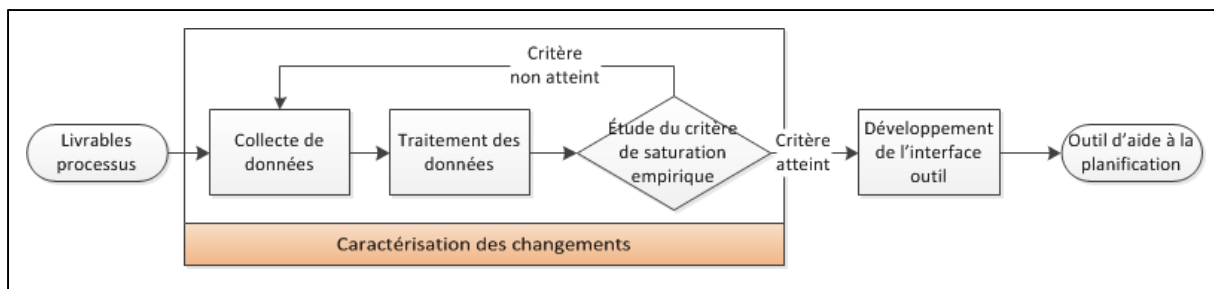 Critère
non atteint
Livrables
processus
Collecte de
données
Traitement des
données
Étude du critère
de saturation
empirique
Critère
atteint
Développement
de l'interface
outil
Outil d'aide à la
planification
Caractérisation des changements